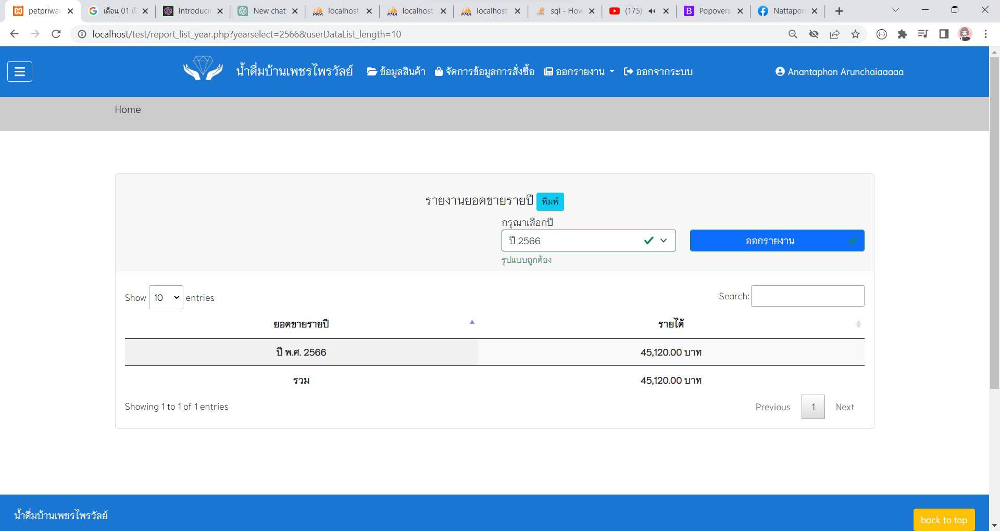 petpriwan
เดือน 01 เป็
Introducin
New chat
localhost
localhost
localhost
sql - How
(175)
Popovers
Nattaporn
localhost/test/report_list_year.php?yearselect=2566&userDataList_length=10
น้ำดื่มบ้านเพชรไพรวัลย์
ข้อมูลสินค้า
จัดการข้อมูลการสั่งซื้อ
ออกรายงาน
ออกจากระบบ
Anantaphon Arunchaiaaaaa
Home
รายงานยอดขายรายปี พิมพ์
กรุณาเลือกปี
ปี 2566
ออกรายงาน
รูปแบบถูกต้อง
Show 10 entries
Search:
ยอดขายรายปี
รายได้
ปี พ.ศ. 2566
45,120.00 บาท
รวม
45,120.00 บาท
Showing 1 to 1 of 1 entries
Previous 1 Next
น้ำดื่มบ้านเพชรไพรวัลย์
back to top